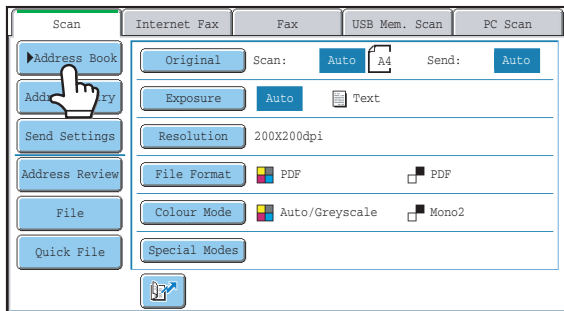 Scan Internet Fax Fax USB Mem. Scan PC Scan
Address Book
Original Scan: Auto A4 Send: Auto
Exposure Auto Text
Send Settings
Resolution 200X200dpi
Address Review
File Format PDF PDF
File
Colour Mode Auto/Greyscale Mono2
Quick File
Special Modes